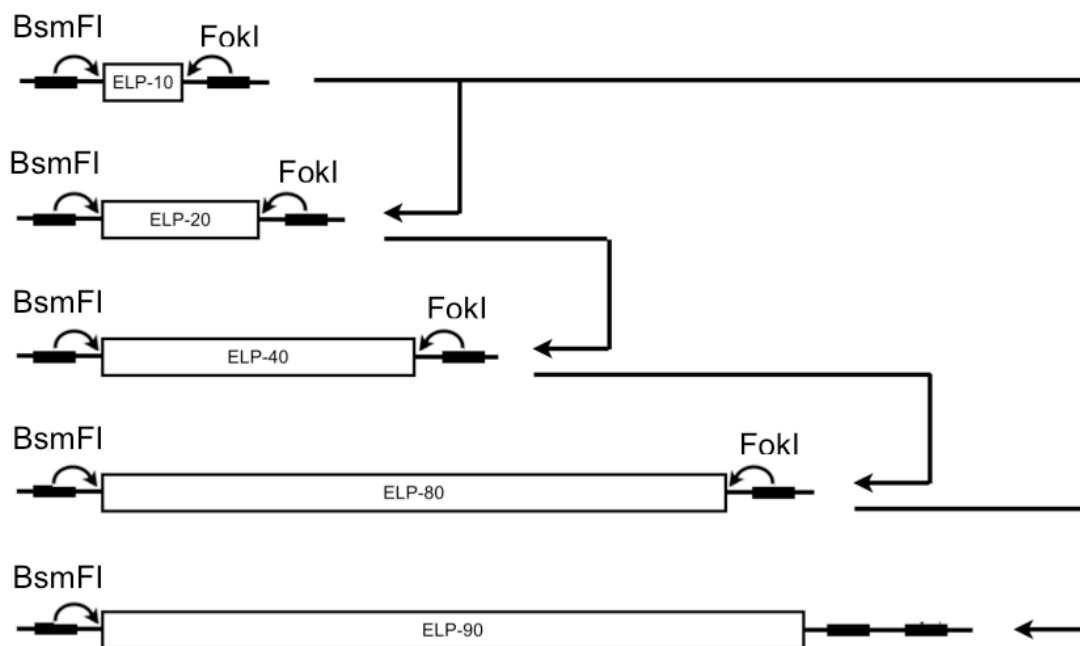 BsmFI
FokI
ELP-10
BsmFI
FokI
ELP-20
BsmFI
FokI
ELP-40
BsmFI
FokI
ELP-80
BsmFI
ELP-90